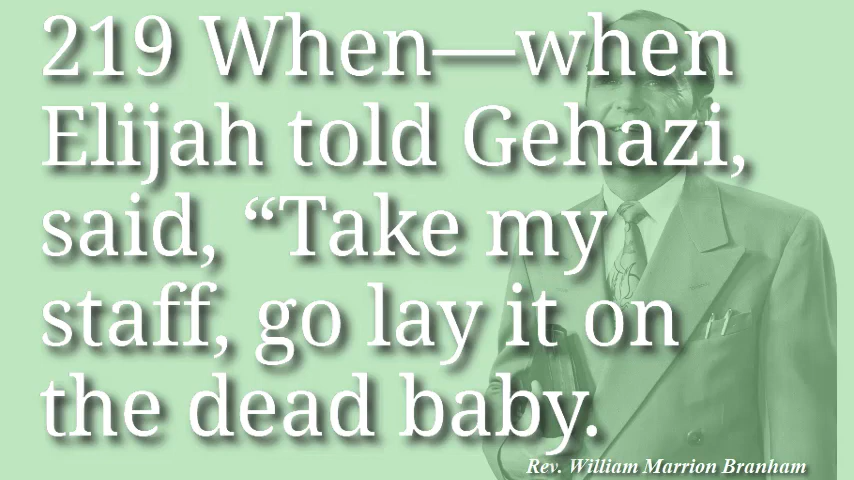 219 When—when
Elijah told Gehazi,
said, “Take my
staff, go lay it on
the dead baby.
Rev. William Marrion Branham